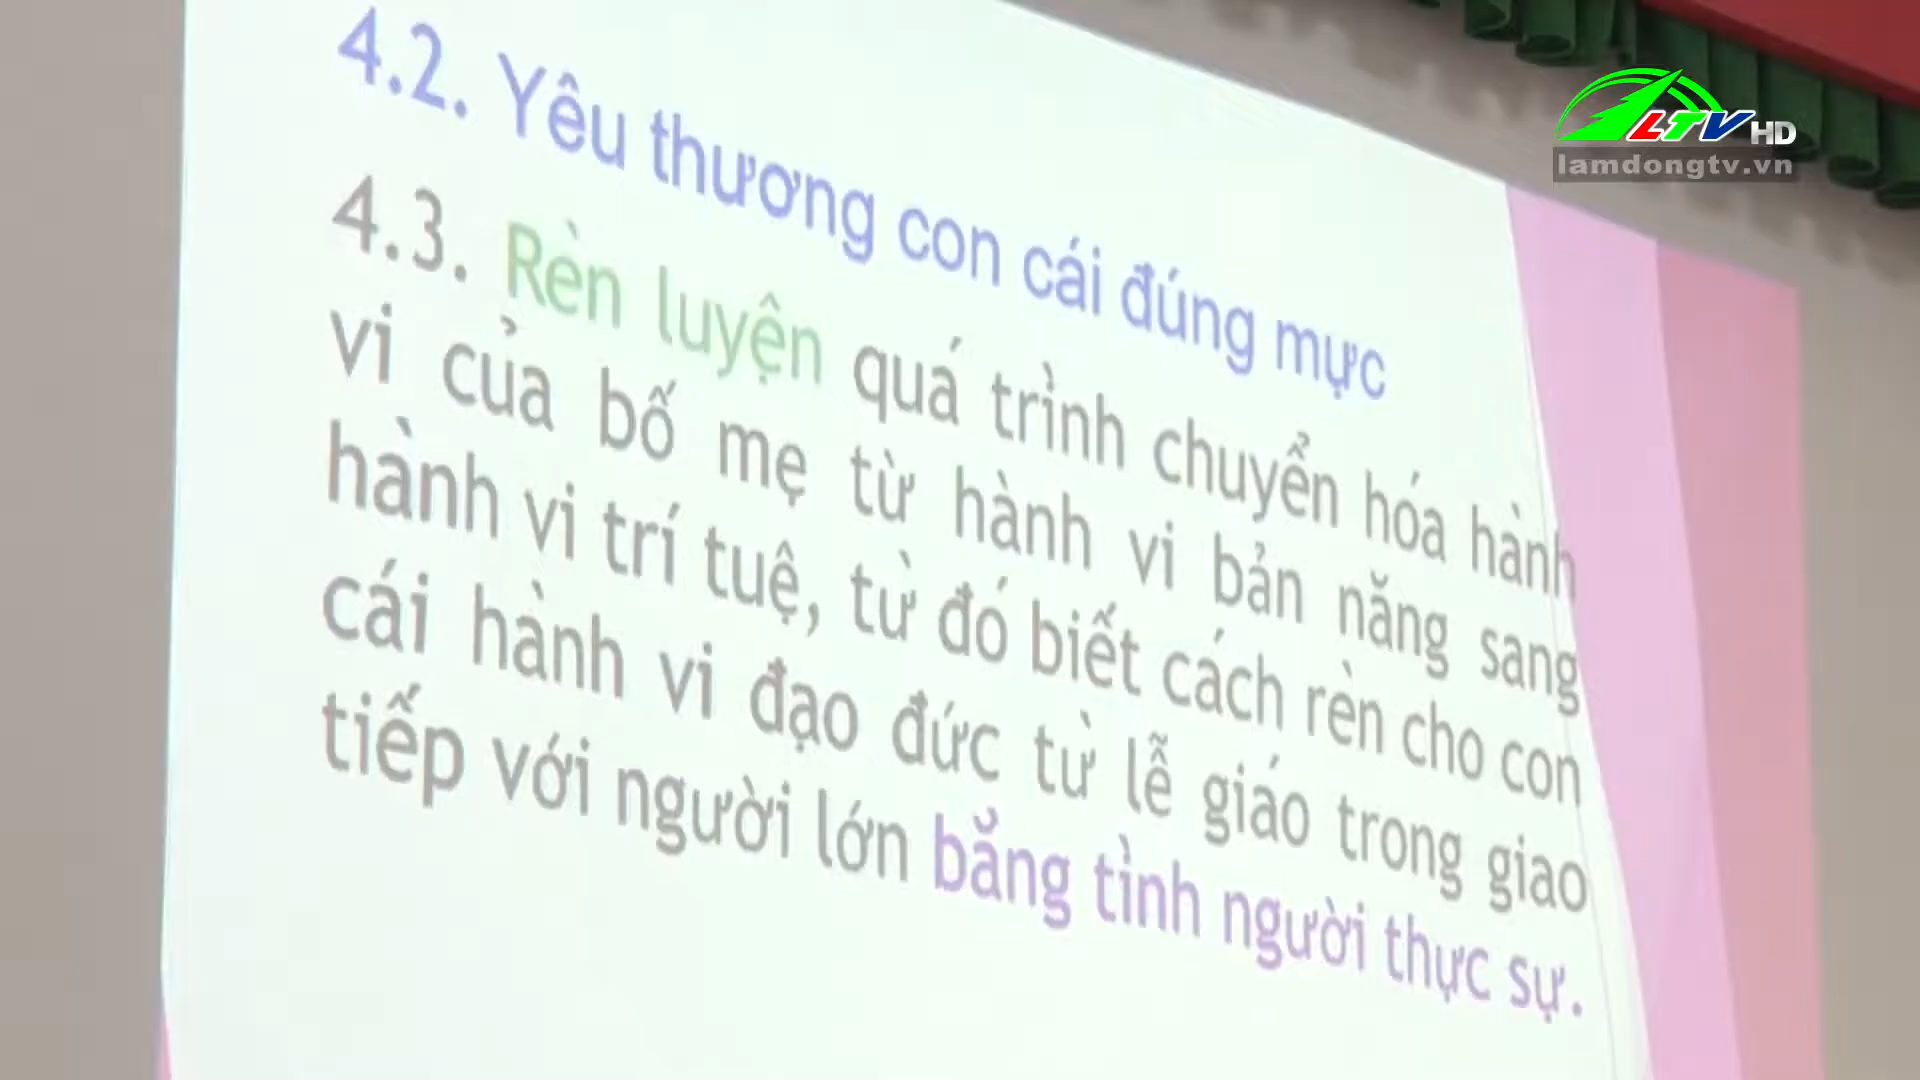 4.2. Yêu thương con cái đúng mực
4.3. Rèn luyện quá trình chuyển hóa hành
vi của bố mẹ từ hành vi bản năng sang
hành vi trí tuệ, từ đó biết cách rèn cho con
cái hành vi đạo đức từ lễ giáo trong giao
tiếp với người lớn bằng tình người thực sự.
LTV HD
lamdongtv.vn